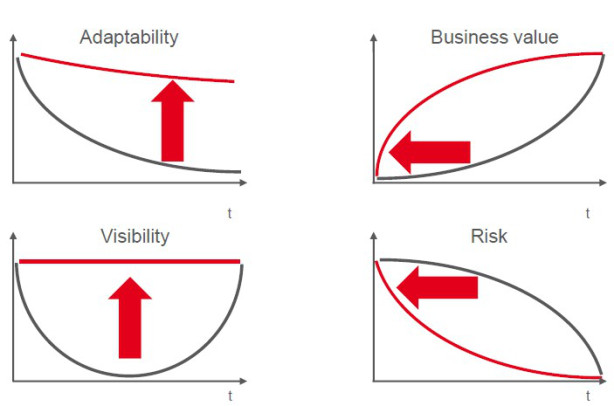 Adaptability
Business value
t
t
Visibility
Risk
t
t